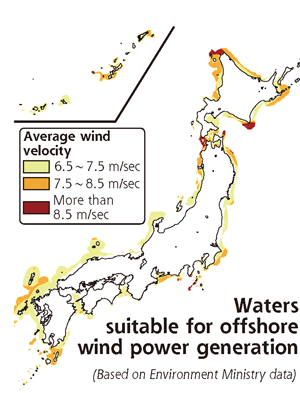 Average wind
velocity
6.5~7.5 m/sec
7.5~8.5 m/sec
More than
8.5 m/sec
Waters
suitable for offshore
wind power generation
(Based on Environment Ministry data)